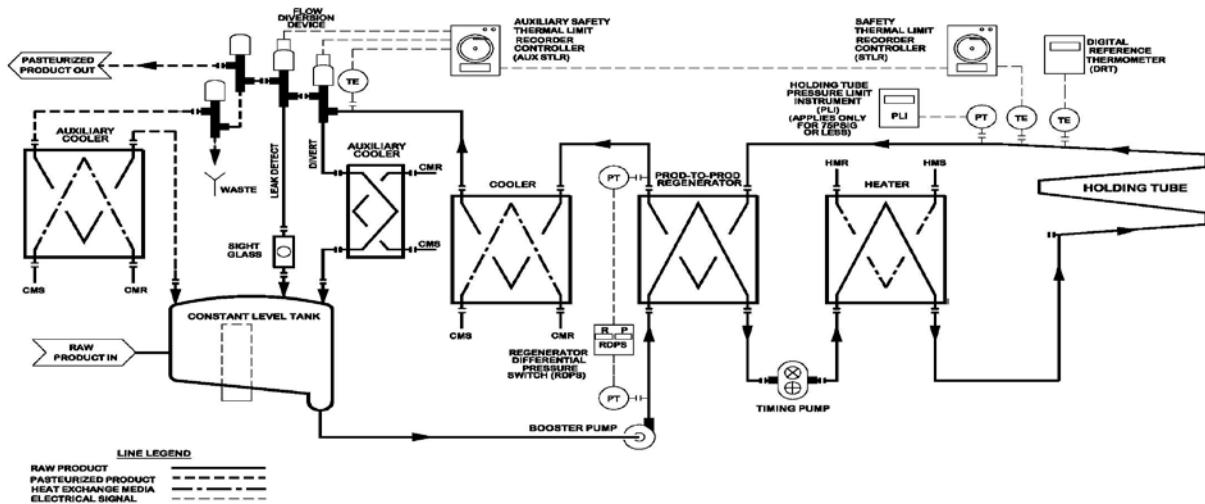 FLOW
DIVERSION
DEVICE
AUXILIARY SAFETY
THERMAL LIMIT
RECORDER
CONTROLLER
(AUX STLR)
SAFETY
THERMAL LIMIT
RECORDER
CONTROLLER
(STLR)
DIGITAL
REFERENCE
THERMOMETER
(DRT)
PASTEURIZED
PRODUCT OUT
TE
HOLDING TUBE
PRESSURE LIMIT
INSTRUMENT
(PLI)
(APPLIES ONLY
FOR 75PSIG
OR LESS)
PLI
PT
TE
TE
AUXILIARY
COOLER
WASTE
LEAK DETECT
DIVERT
AUXILIARY
COOLER
CMR
CMS
COOLER
PT
PROD-TO-PROD
REGENERATOR
HMR
HMS
HEATER
HOLDING TUBE
SIGHT
GLASS
CMS
CMR
CONSTANT LEVEL TANK
RAW
PRODUCT IN
CMS
CMR
R P
RDPS
REGENERATOR
DIFFERENTIAL
PRESSURE
SWITCH (RDPS)
PT
TIMING PUMP
BOOSTER PUMP
LINE LEGEND
RAW PRODUCT
PASTEURIZED PRODUCT
HEAT EXCHANGE MEDIA
ELECTRICAL SIGNAL